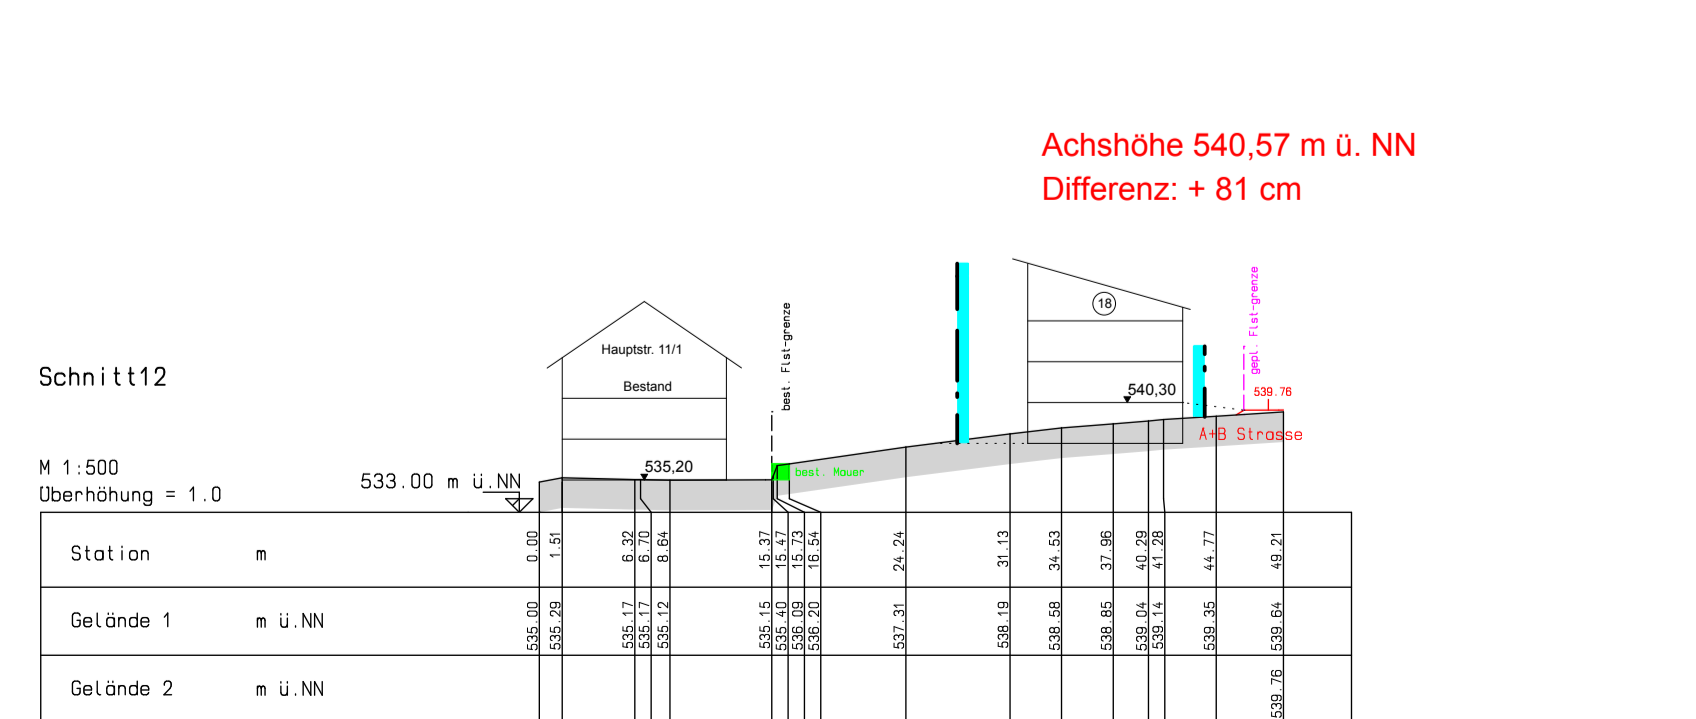 Achshöhe 540,57 m ü. NN
Differenz: + 81 cm
best. Flst-grenze
gepl. Flst-grenze
18
Hauptstr. 11/1
Bestand
540,30
539.76
A+B Strasse
Schnitt12
535,20
best. Mauer
M 1:500
Überhöhung = 1.0
533.00 m ü.NN
Station m 0.00 1.51 6.32 6.70 8.64 15.37 15.47 15.73 16.54 24.24 31.13 34.53 37.96 40.29 41.28 44.77 49.21
Gelände 1 m ü.NN 535.00 535.29 535.17 535.17 535.12 535.15 535.40 536.09 536.20 537.31 538.19 538.58 538.85 539.04 539.14 539.35 539.64
Gelände 2 m ü.NN 539.76